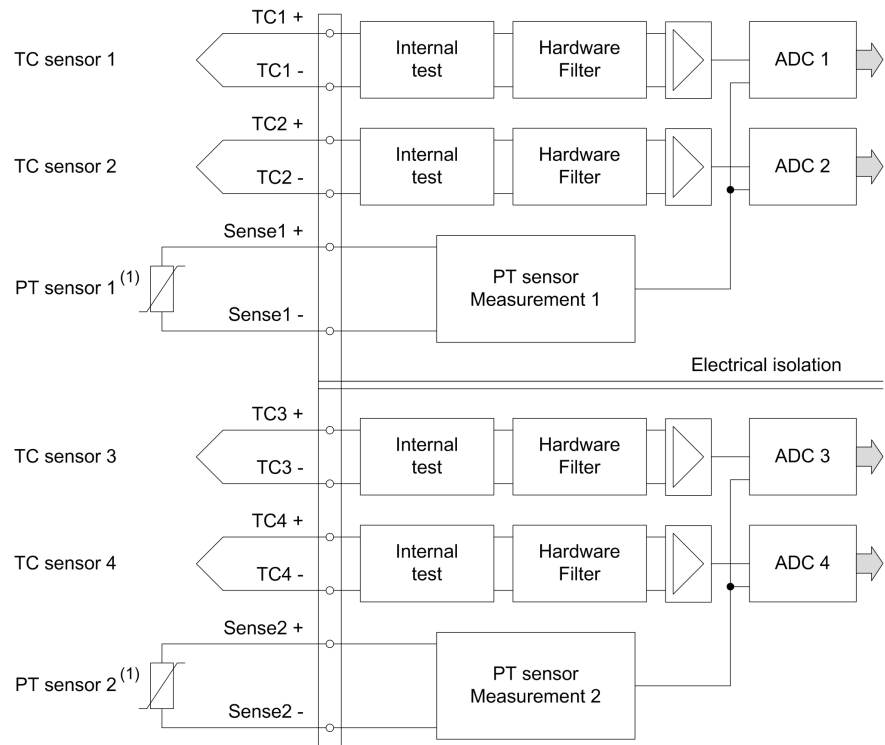 TC1 +
TC sensor 1
TC1 -
Internal
test
Hardware
Filter
ADC 1
TC2 +
TC sensor 2
TC2 -
Internal
test
Hardware
Filter
ADC 2
Sense1 +
PT sensor 1 (1)
Sense1 -
PT sensor
Measurement 1
Electrical isolation
TC3 +
TC sensor 3
TC3 -
Internal
test
Hardware
Filter
ADC 3
TC4 +
TC sensor 4
TC4 -
Internal
test
Hardware
Filter
ADC 4
Sense2 +
PT sensor 2 (1)
Sense2 -
PT sensor
Measurement 2